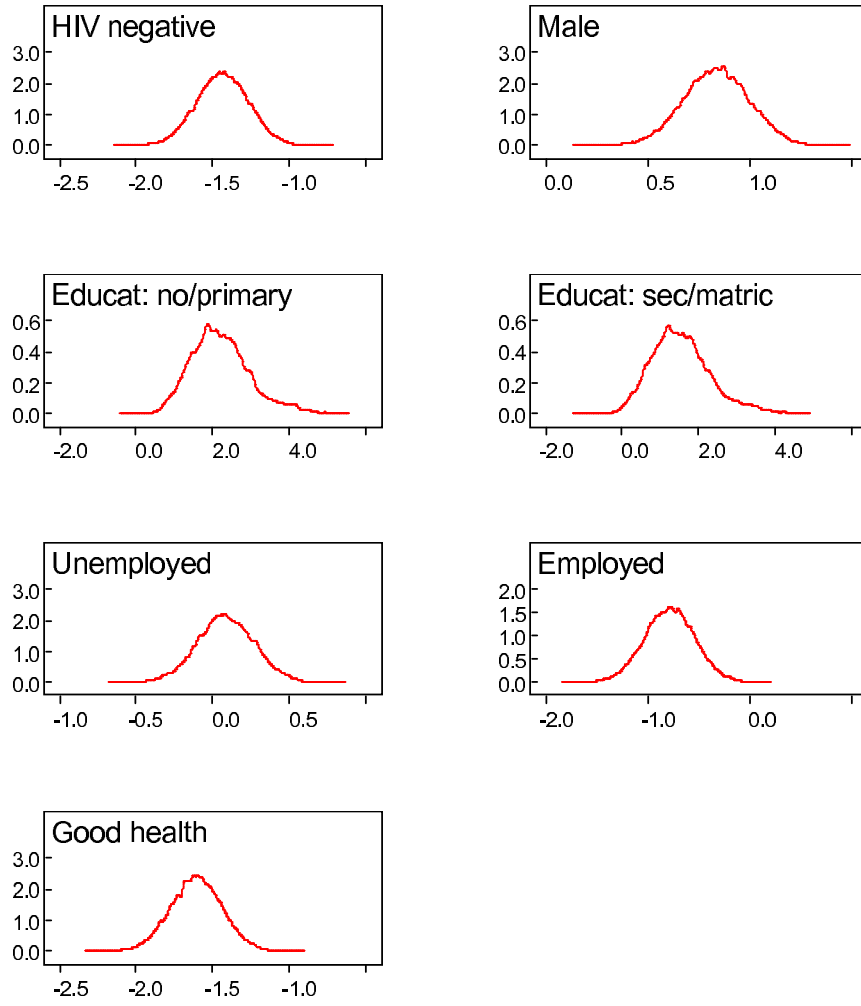 HIV negative
3.0
2.0
1.0
0.0
-2.5 -2.0 -1.5 -1.0
Male
3.0
2.0
1.0
0.0
0.0 0.5 1.0
Educat: no/primary
0.6
0.4
0.2
0.0
-2.0 0.0 2.0 4.0
Educat: sec/matric
0.6
0.4
0.2
0.0
-2.0 0.0 2.0 4.0
Unemployed
3.0
2.0
1.0
0.0
-1.0 -0.5 0.0 0.5
Employed
2.0
1.5
1.0
0.5
0.0
-2.0 -1.0 0.0
Good health
3.0
2.0
1.0
0.0
-2.5 -2.0 -1.5 -1.0